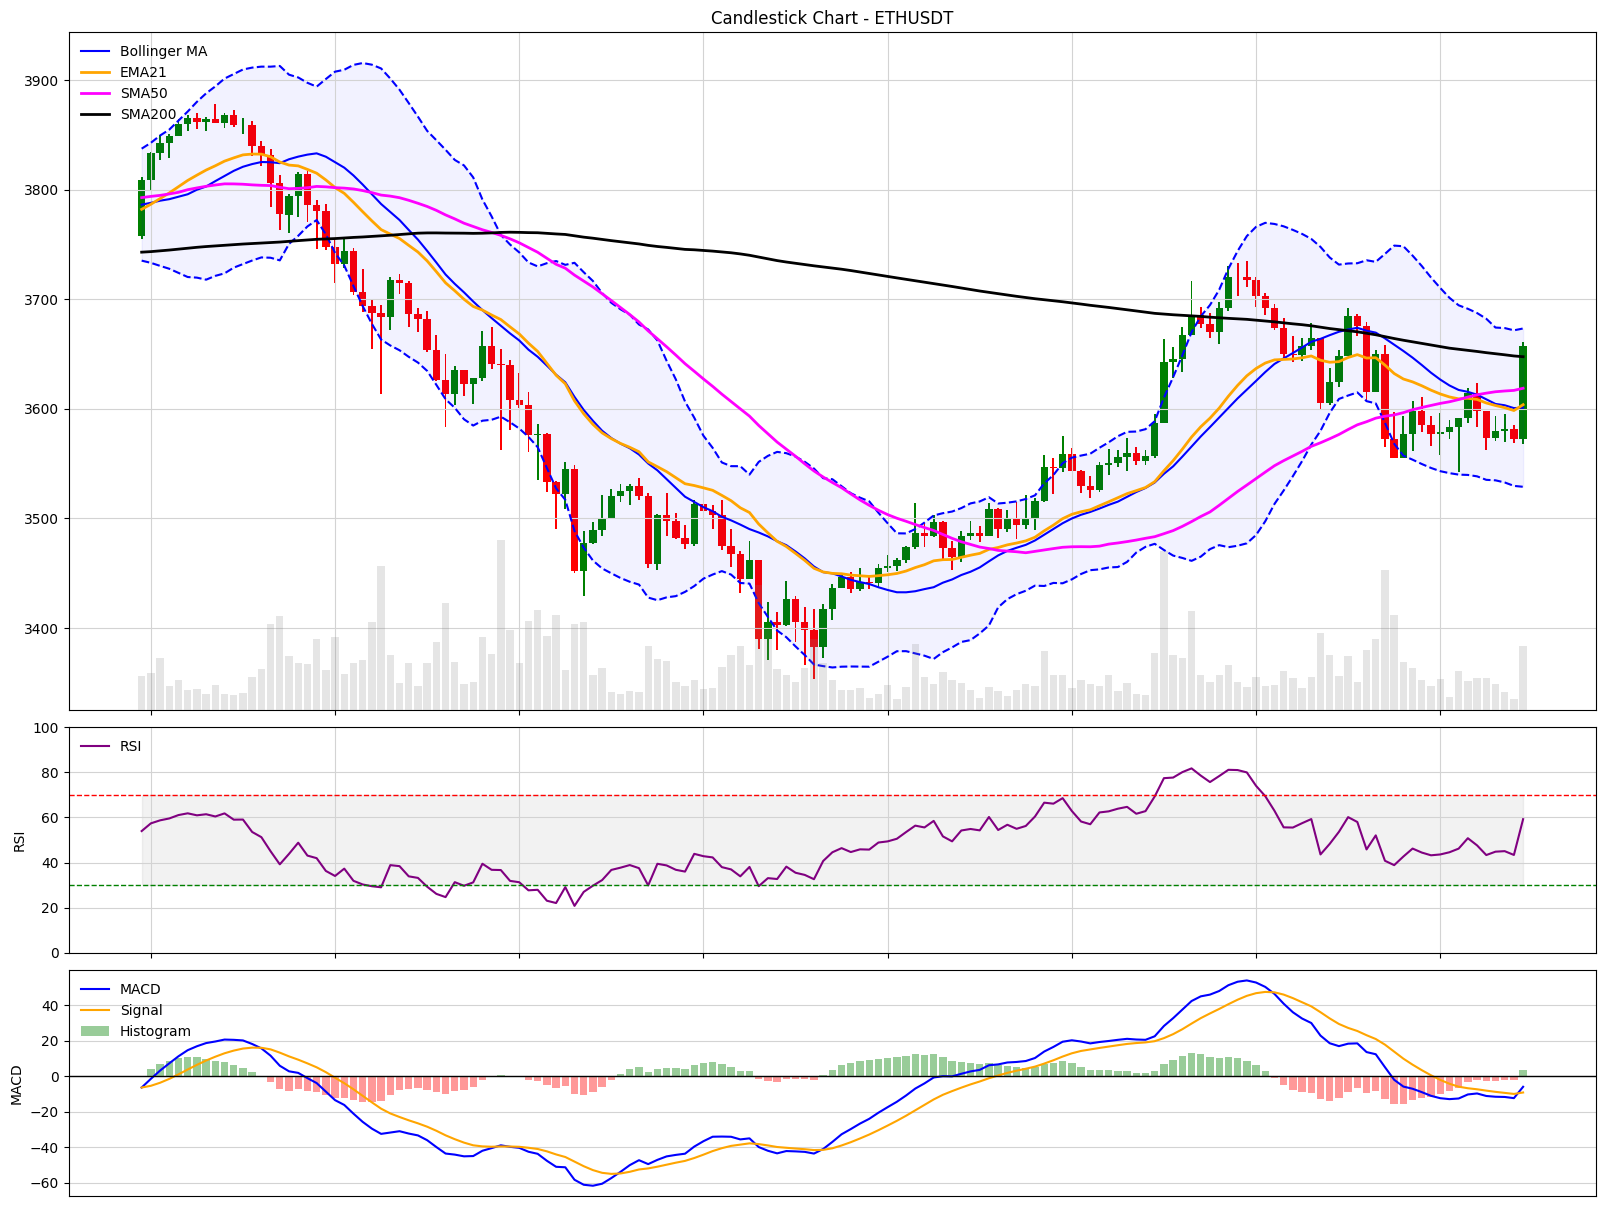 Candlestick Chart - ETHUSDT
Bollinger MA
EMA21
SMA50
SMA200
3900
3800
3700
3600
3500
3400
RSI
100
80
60
40
20
0
RSI
MACD
Signal
Histogram
40
20
0
−20
−40
−60
MACD